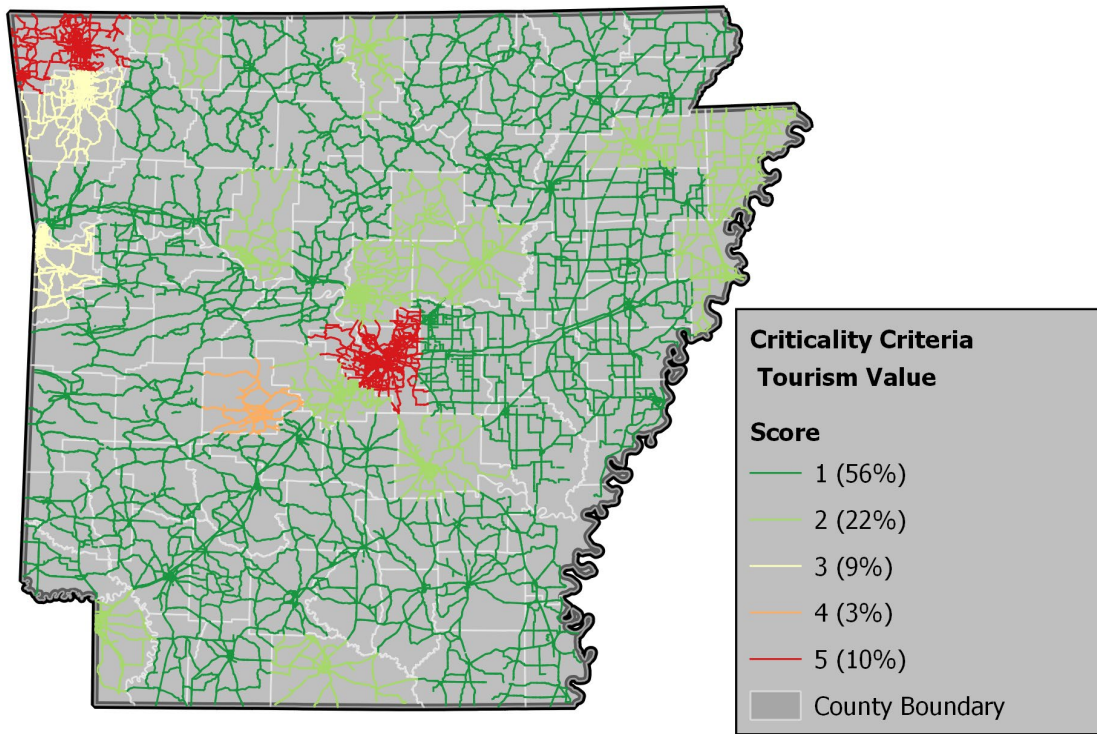 Criticality Criteria
Tourism Value
Score
1 (56%)
2 (22%)
3 (9%)
4 (3%)
5 (10%)
County Boundary